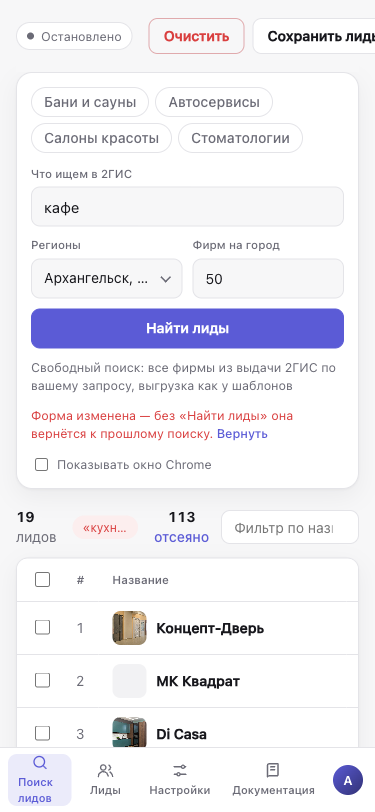 Остановлено
Очистить
Сохранить лиды
Бани и сауны
Автосервисы
Салоны красоты
Стоматологии
Что ищем в 2ГИС
кафе
Регионы
Фирм на город
Архангельск, ...
50
Найти лиды
Свободный поиск: все фирмы из выдачи 2ГИС по
вашему запросу, выгрузка как у шаблонов
Форма изменена — без «Найти лиды» она
вернётся к прошлому поиску. Вернуть
Показывать окно Chrome
19
лидов
«кухн...
113
отсеяно
Фильтр по назі
# Название
1 Концепт-Дверь
2 МК Квадрат
3 Di Casa
Поиск
лидов
Лиды
Настройки
Документация
A